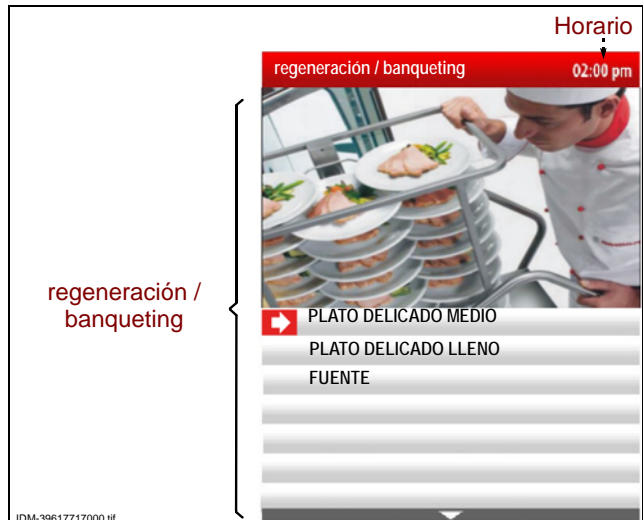 Horario
regeneración / banqueting 02:00 pm
regeneración /
banqueting
PLATO DELICADO MEDIO
PLATO DELICADO LLENO
FUENTE
IDM-39617717000.tif